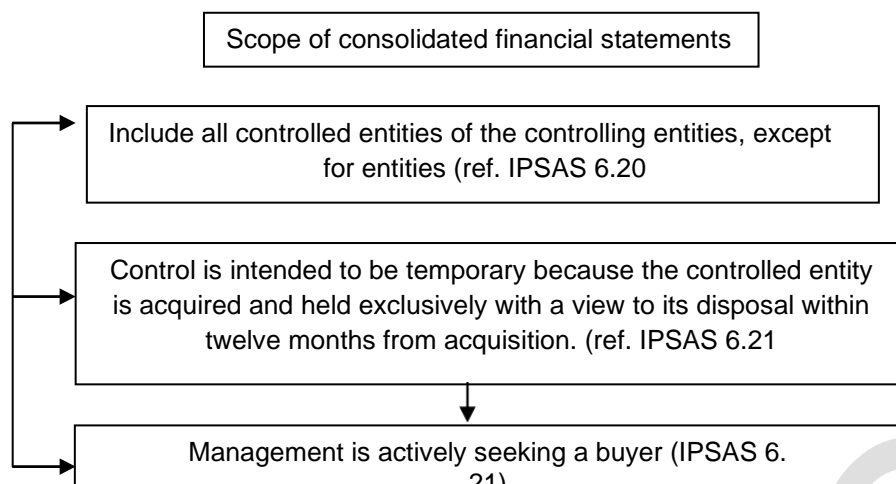 Scope of consolidated financial statements
Include all controlled entities of the controlling entities, except
for entities (ref. IPSAS 6.20
Control is intended to be temporary because the controlled entity
is acquired and held exclusively with a view to its disposal within
twelve months from acquisition. (ref. IPSAS 6.21
Management is actively seeking a buyer (IPSAS 6.
21)